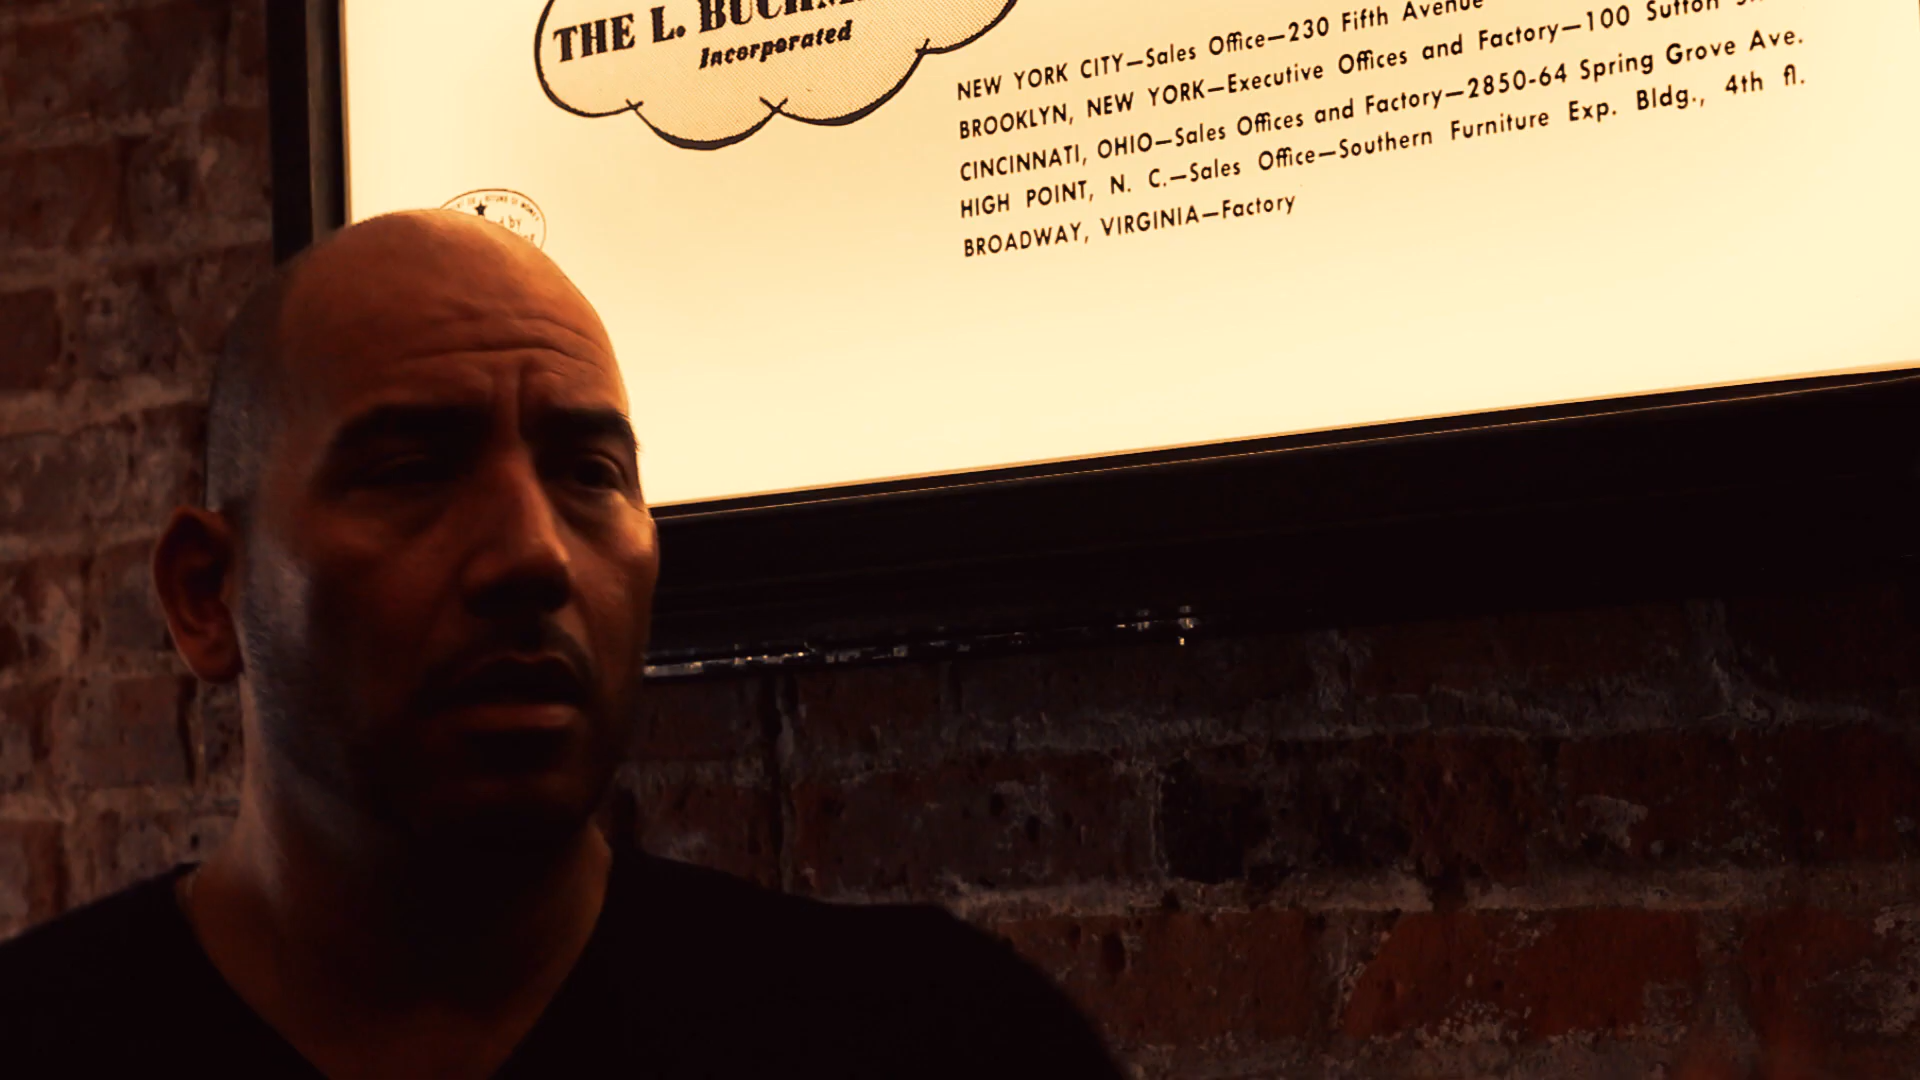 THE L.
Incorporated
NEW YORK CITY—Sales Office—230 Fifth Avenue
BROOKLYN, NEW YORK—Executive Offices and Factory—100 Sutton
CINCINNATI, OHIO—Sales Offices and Factory—2850-64 Spring Grove Ave.
HIGH POINT, N. C.—Sales Office—Southern Furniture Exp. Bldg., 4th fl.
BROADWAY, VIRGINIA—Factory
by